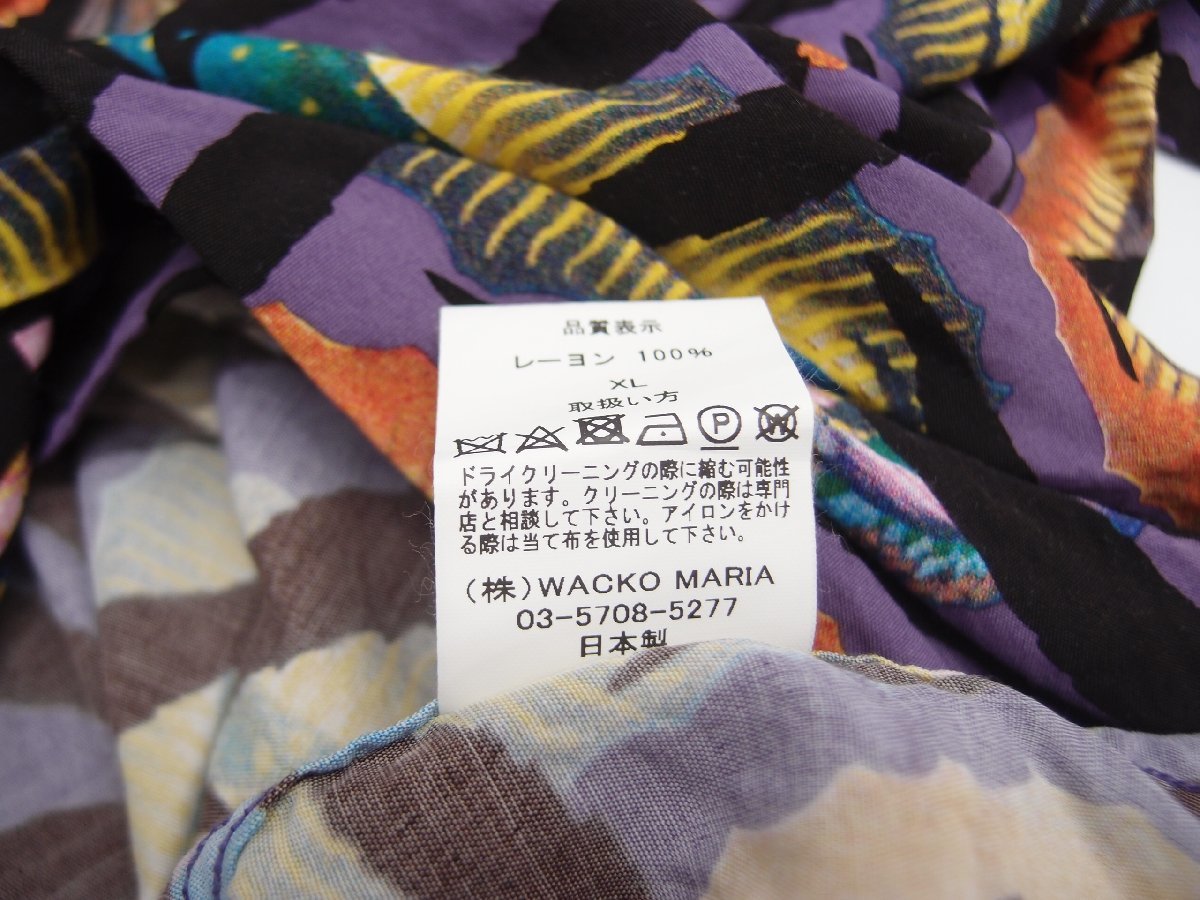 品質表示
レーヨン 100%
XL
取扱い方
P W
ドライクリーニングの際に縮む可能性
があります。クリーニングの際は専門
店と相談して下さい。アイロンをかけ
る際は当て布を使用して下さい。
(株)WACKO MARIA
03-5708-5277
日本製